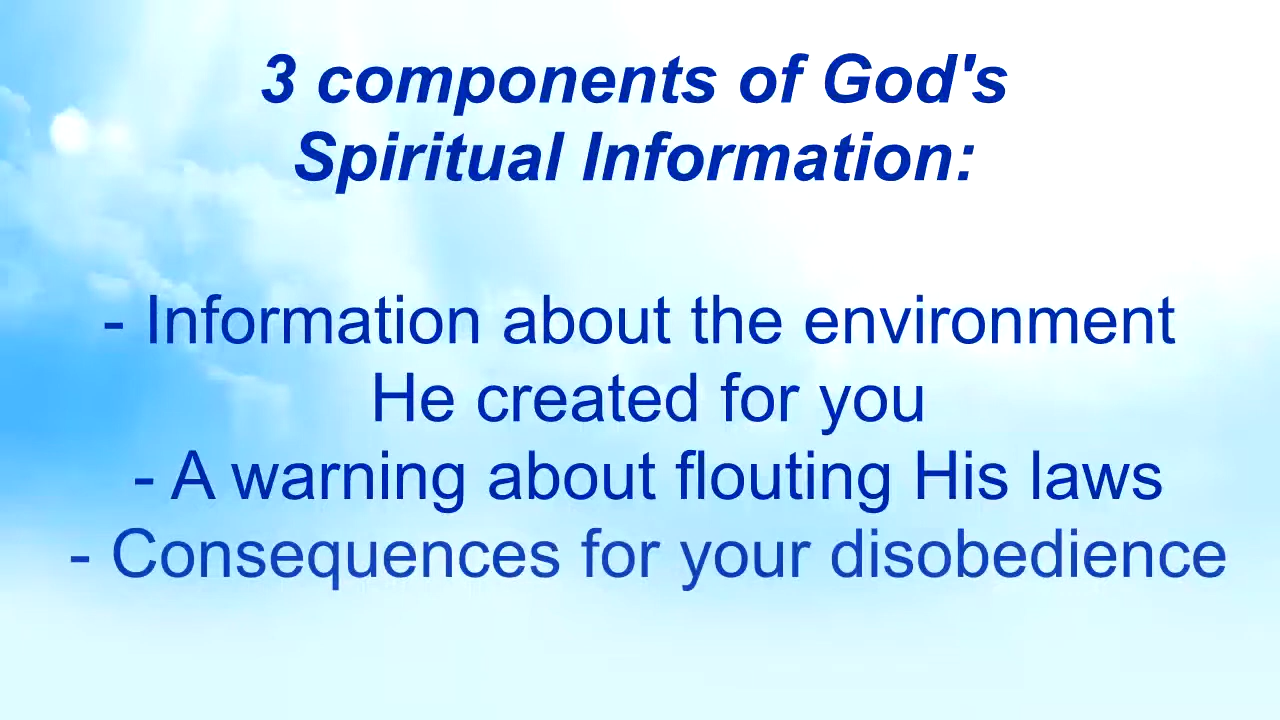 3 components of God's
Spiritual Information:
- Information about the environment
He created for you
- A warning about flouting His laws
- Consequences for your disobedience